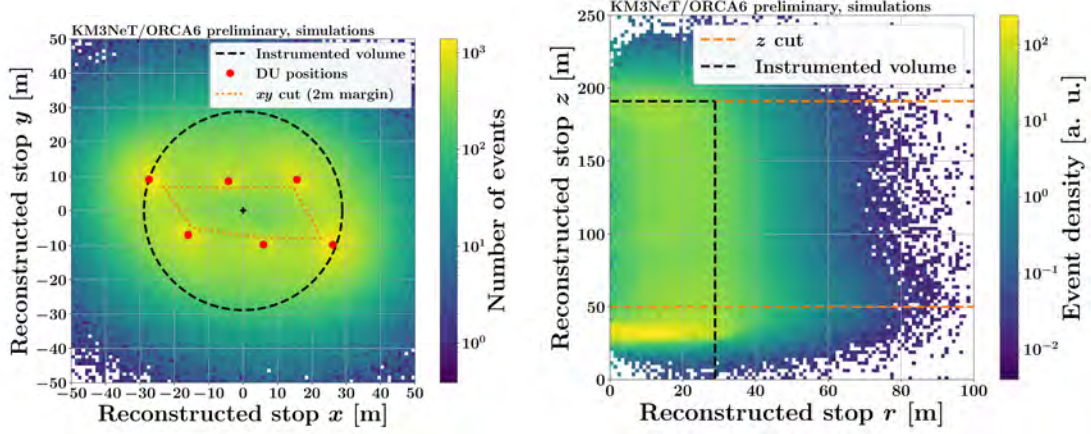 KM3NeT/ORCA6 preliminary, simulations
Instrumented volume
DU positions
xy cut (2m margin)
50
40
30
20
10
0
−10
−20
−30
−40
−50
−50 −40 −30 −20 −10 0 10 20 30 40 50
Reconstructed stop y [m]
Reconstructed stop x [m]
10³
10²
10¹
10⁰
Number of events
KM3NeT/ORCA6 preliminary, simulations
z cut
Instrumented volume
250
200
150
100
50
0
0 20 40 60 80 100
Reconstructed stop z [m]
Reconstructed stop r [m]
10²
10¹
10⁰
10⁻¹
10⁻²
Event density [a. u.]